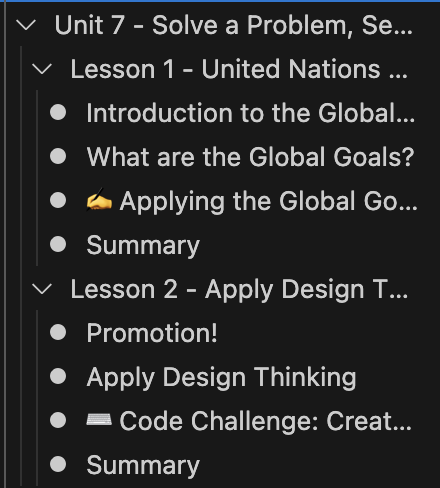 Unit 7 - Solve a Problem, Se...
Lesson 1 - United Nations ...
Introduction to the Global...
What are the Global Goals?
✍️ Applying the Global Go...
Summary
Lesson 2 - Apply Design T...
Promotion!
Apply Design Thinking
⌨️ Code Challenge: Creat...
Summary